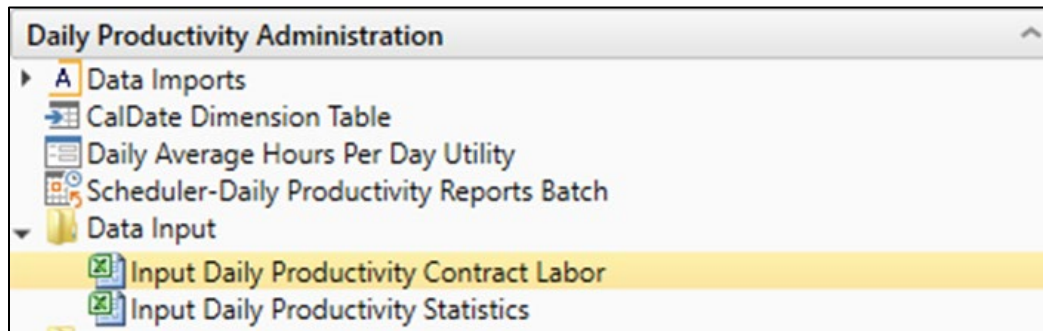 Daily Productivity Administration
A Data Imports
CalDate Dimension Table
Daily Average Hours Per Day Utility
Scheduler-Daily Productivity Reports Batch
Data Input
Input Daily Productivity Contract Labor
Input Daily Productivity Statistics